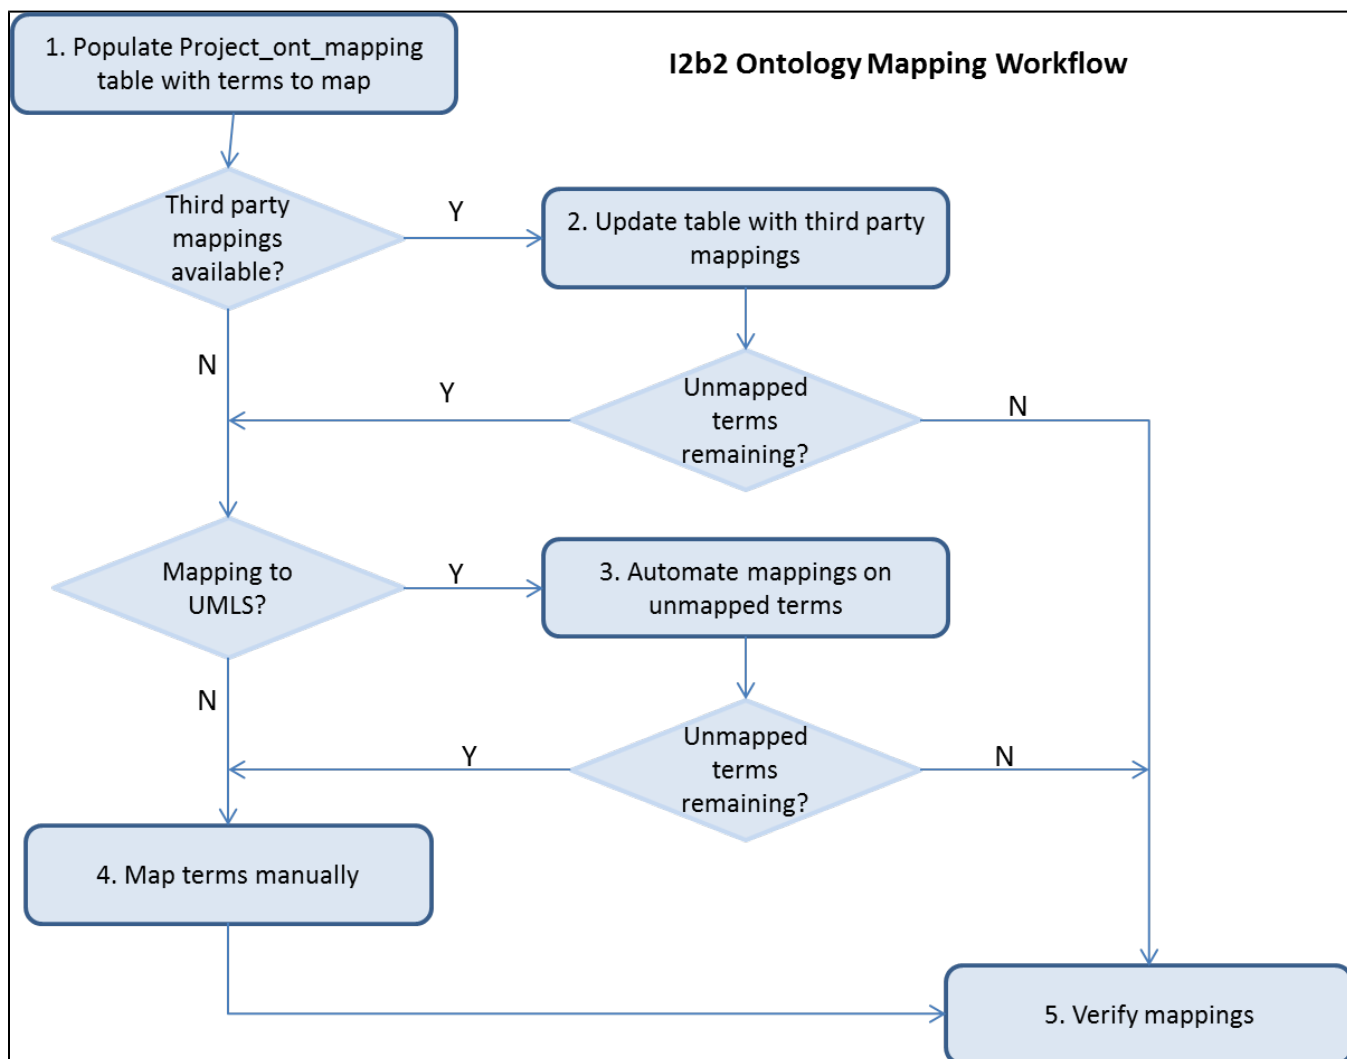 1. Populate Project_ont_mapping
table with terms to map
I2b2 Ontology Mapping Workflow
Third party
mappings
available?
Y
2. Update table with third party
mappings
N
Y
Unmapped
terms
remaining?
N
Mapping to
UMLS?
Y
3. Automate mappings on
unmapped terms
N
Y
Unmapped
terms
remaining?
N
4. Map terms manually
5. Verify mappings